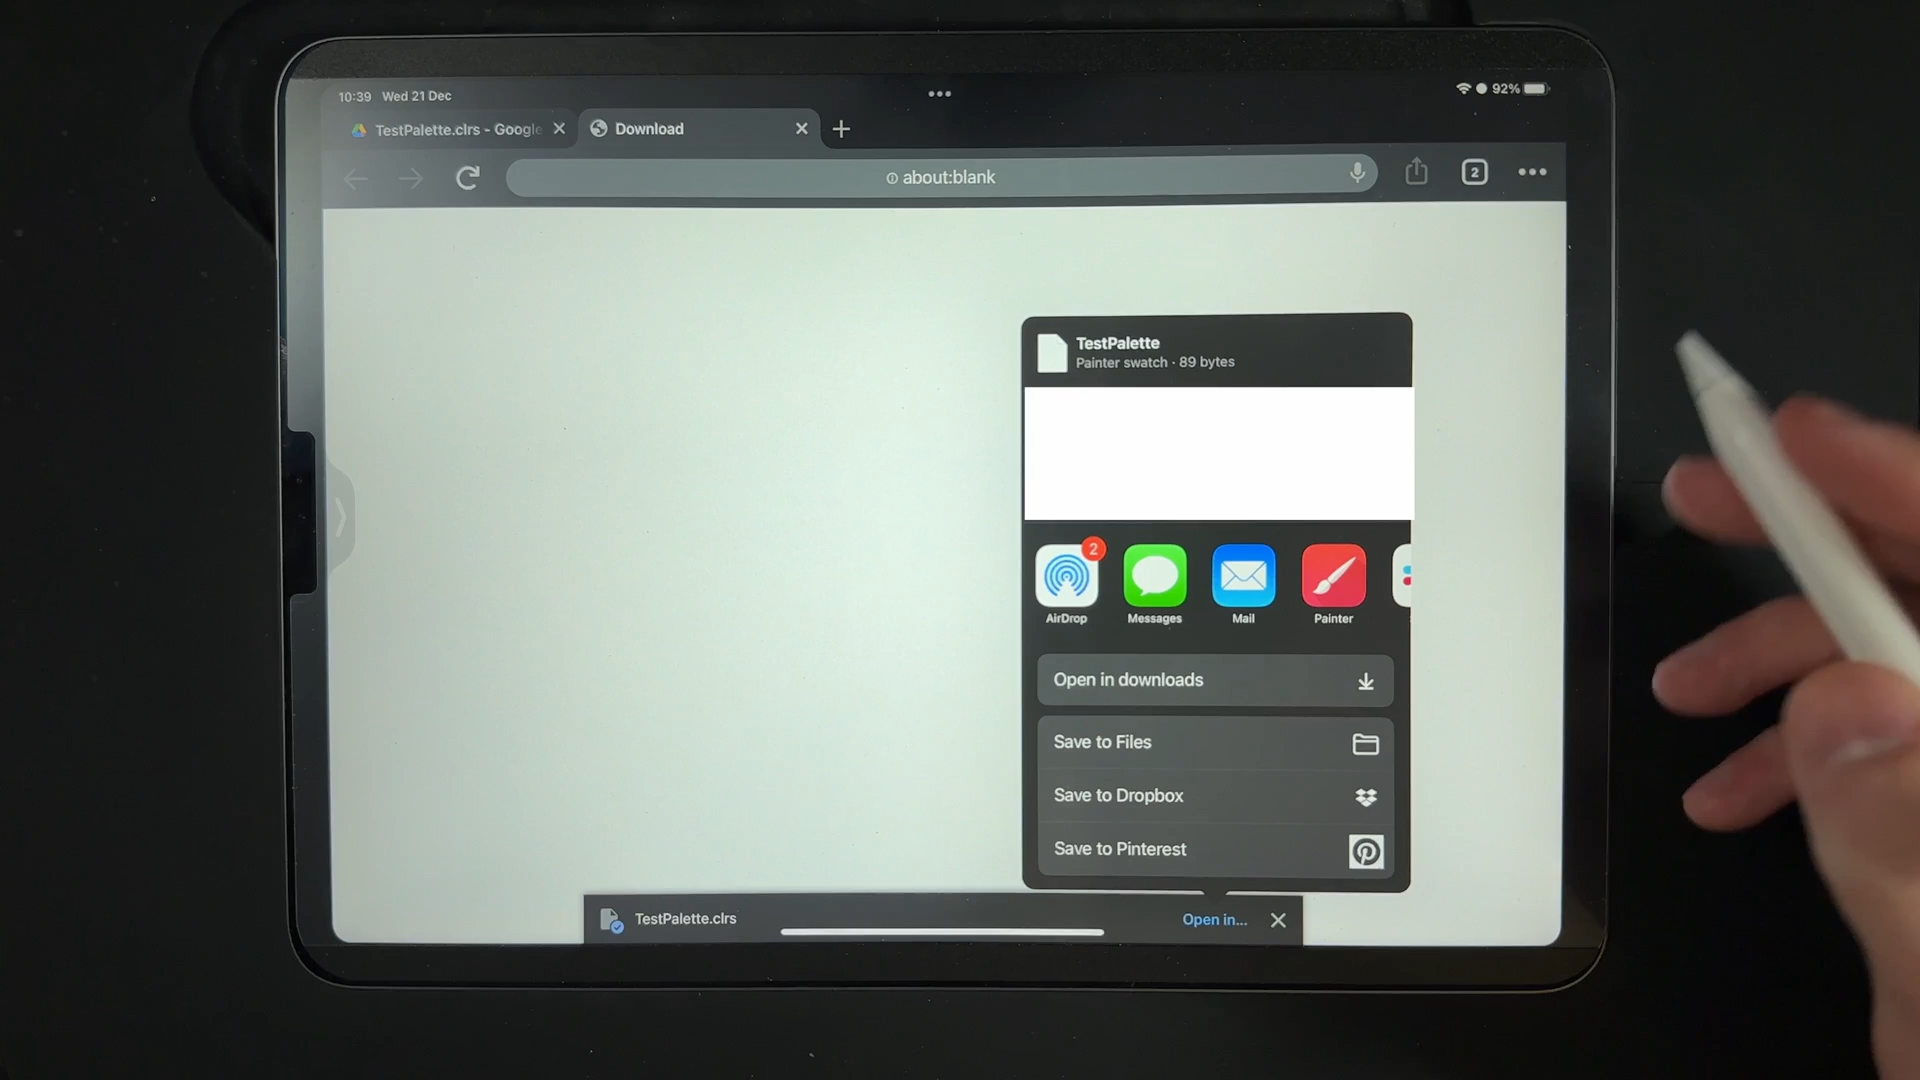 10:39 Wed 21 Dec
92%
TestPalette.clrs - Google
Download
about:blank
2
TestPalette
Painter swatch · 89 bytes
2
AirDrop
Messages
Mail
Painter
Open in downloads
Save to Files
Save to Dropbox
Save to Pinterest
TestPalette.clrs
Open in...